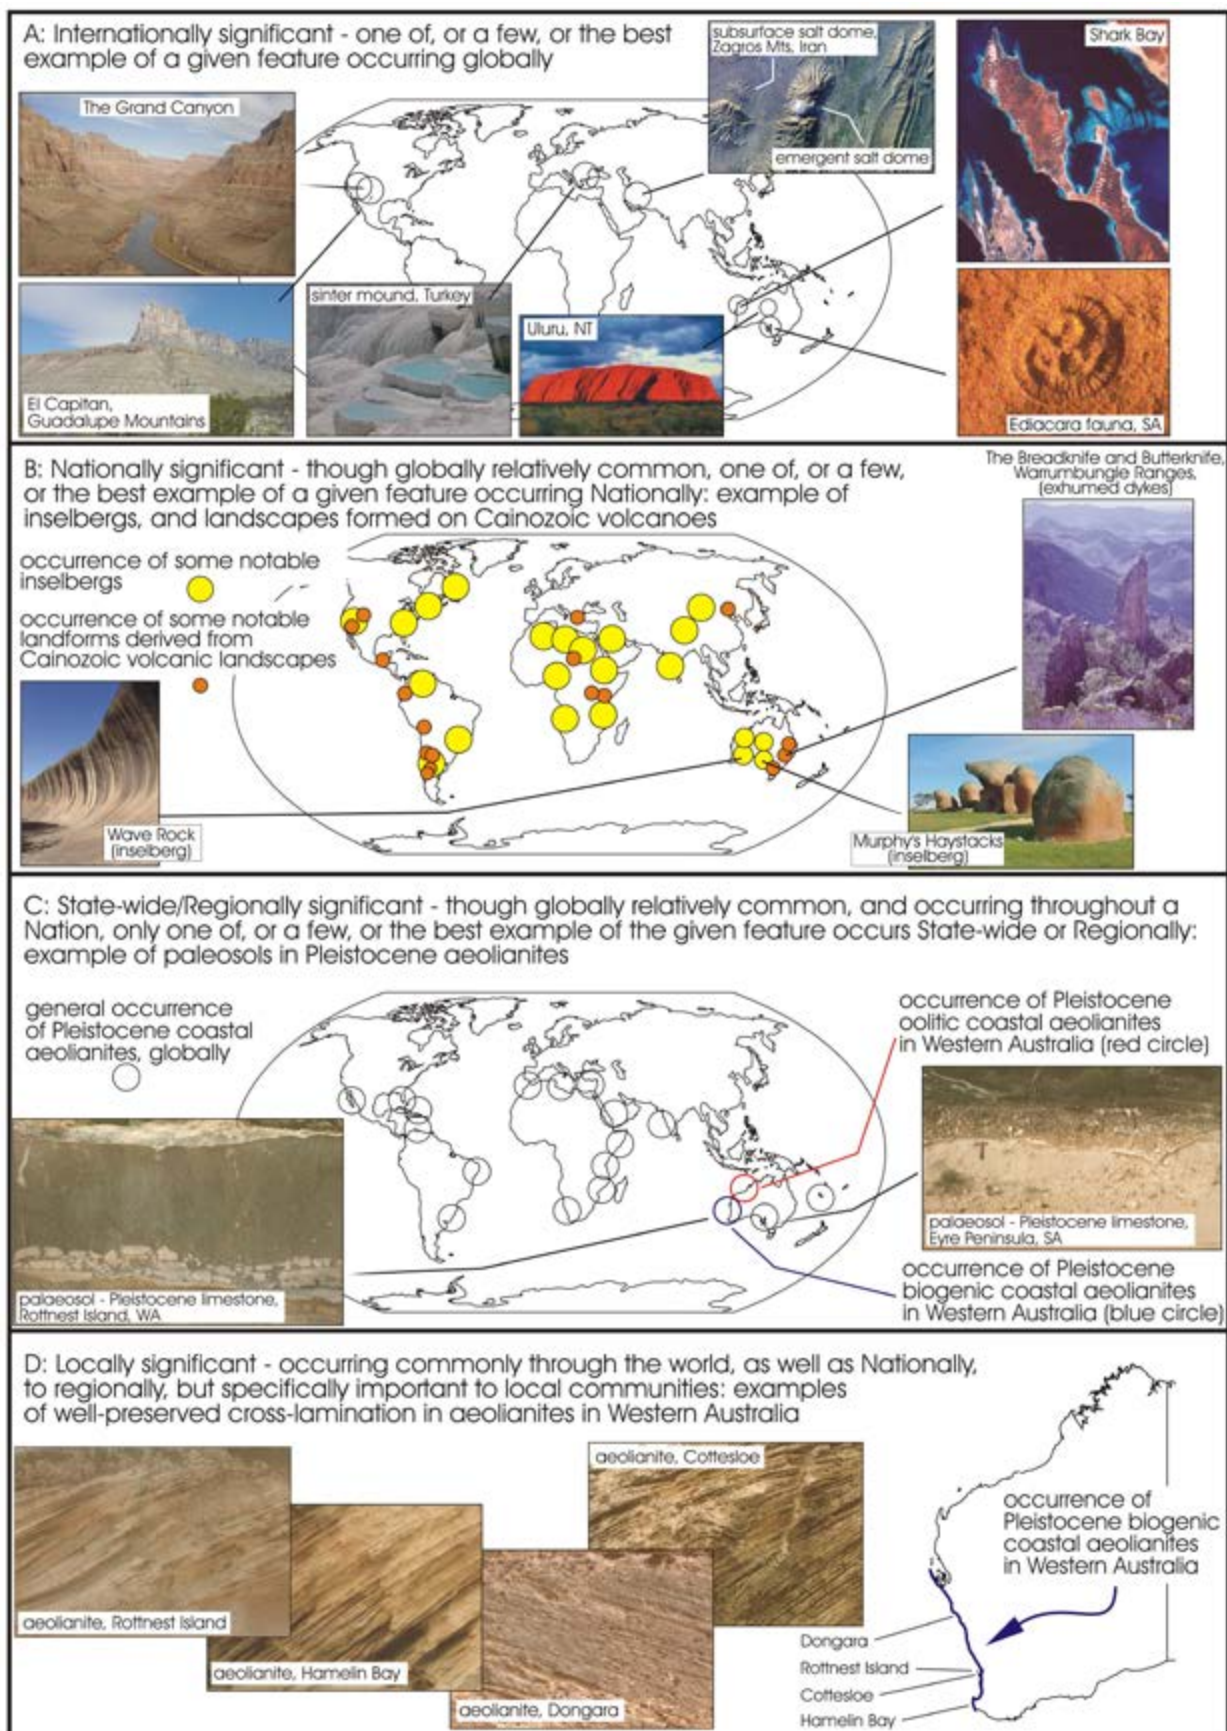 A: Internationally significant - one of, or a few, or the best
example of a given feature occurring globally
The Grand Canyon
subsurface salt dome,
Zagros Mts, Iran
emergent salt dome
Shark Bay
El Capitan,
Guadalupe Mountains
sinter mound, Turkey
Uluru, NT
Ediacara fauna, SA
B: Nationally significant - though globally relatively common, one of, or a few,
or the best example of a given feature occurring Nationally: example of
inselbergs, and landscapes formed on Cainozoic volcanoes
The Breadknife and Butterknife,
Warrumbungle Ranges,
(exhumed dykes)
occurrence of some notable
inselbergs
occurrence of some notable
landforms derived from
Cainozoic volcanic landscapes
Wave Rock
(inselberg)
Murphy's Haystacks
(inselberg)
C: State-wide/Regionally significant - though globally relatively common, and occurring throughout a
Nation, only one of, or a few, or the best example of the given feature occurs State-wide or Regionally:
example of paleosols in Pleistocene aeolianites
general occurrence
of Pleistocene coastal
aeolianites, globally
occurrence of Pleistocene
oolitic coastal aeolianites
in Western Australia (red circle)
palaeosol - Pleistocene limestone,
Rottnest Island, WA
palaeosol - Pleistocene limestone,
Eyre Peninsula, SA
occurrence of Pleistocene
biogenic coastal aeolianites
in Western Australia (blue circle)
D: Locally significant - occurring commonly through the world, as well as Nationally,
to regionally, but specifically important to local communities: examples
of well-preserved cross-lamination in aeolianites in Western Australia
aeolianite, Rottnest Island
aeolianite, Hamelin Bay
aeolianite, Dongara
aeolianite, Cottesloe
occurrence of
Pleistocene biogenic
coastal aeolianites
in Western Australia
Dongara
Rottnest Island
Cottesloe
Hamelin Bay